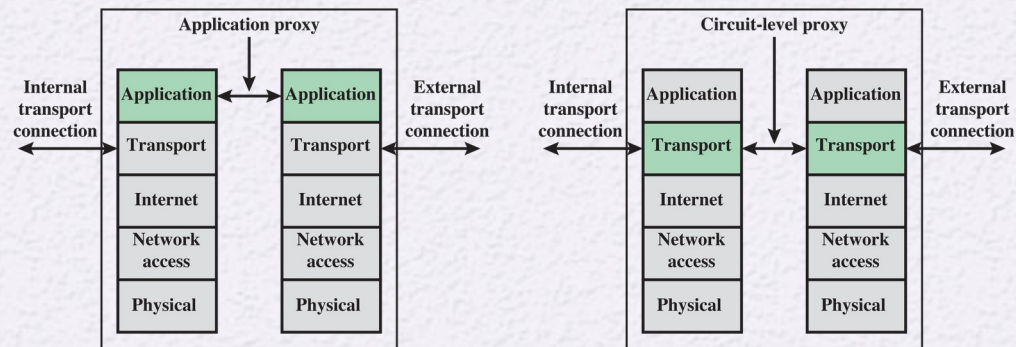 Application proxy
Internal
transport
connection
Application
Transport
Internet
Network
access
Physical
Application
Transport
Internet
Network
access
Physical
External
transport
connection
Circuit-level proxy
Internal
transport
connection
Application
Transport
Internet
Network
access
Physical
Application
Transport
Internet
Network
access
Physical
External
transport
connection